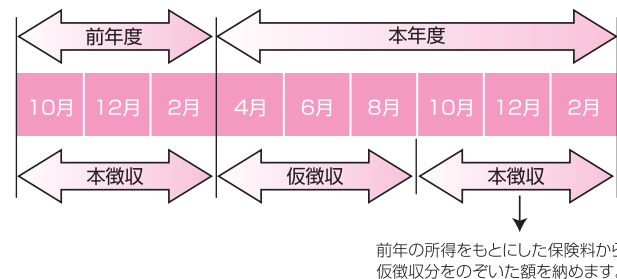 前年度
本年度
10月 12月 2月 4月 6月 8月 10月 12月 2月
本徴収
仮徴収
本徴収
前年の所得をもとにした保険料から
仮徴収分をのぞいた額を納めます。